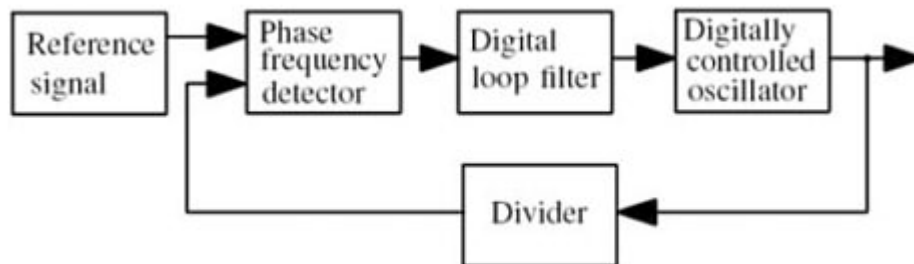 Reference
signal
Phase
frequency
detector
Digital
loop filter
Digitally
controlled
oscillator
Divider